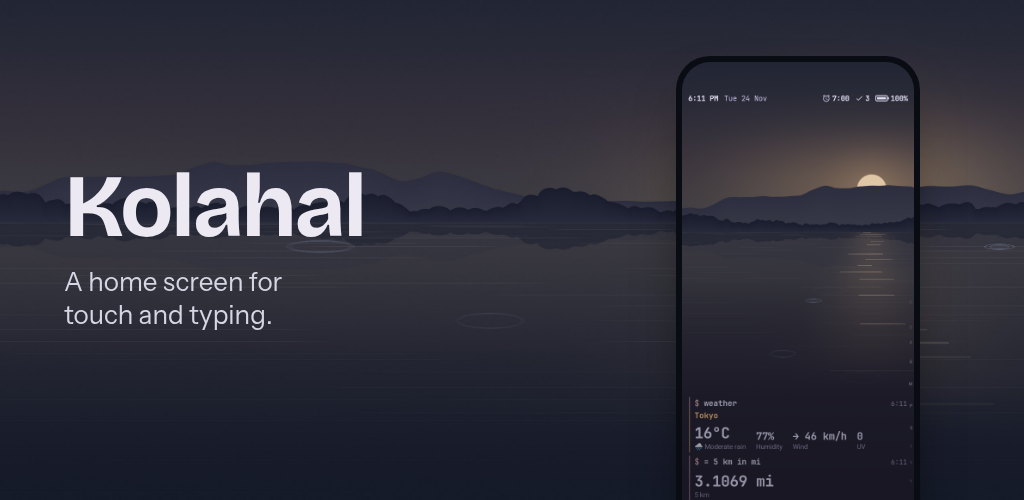 Kolahal
A home screen for
touch and typing.
6:11 PM Tue 24 Nov 7:00 3 100%
$ weather 6:11
Tokyo
16°C 77% → 46 km/h 0
Moderate rain Humidity Wind UV
$ = 5 km in mi 6:11
3.1069 mi
5 km